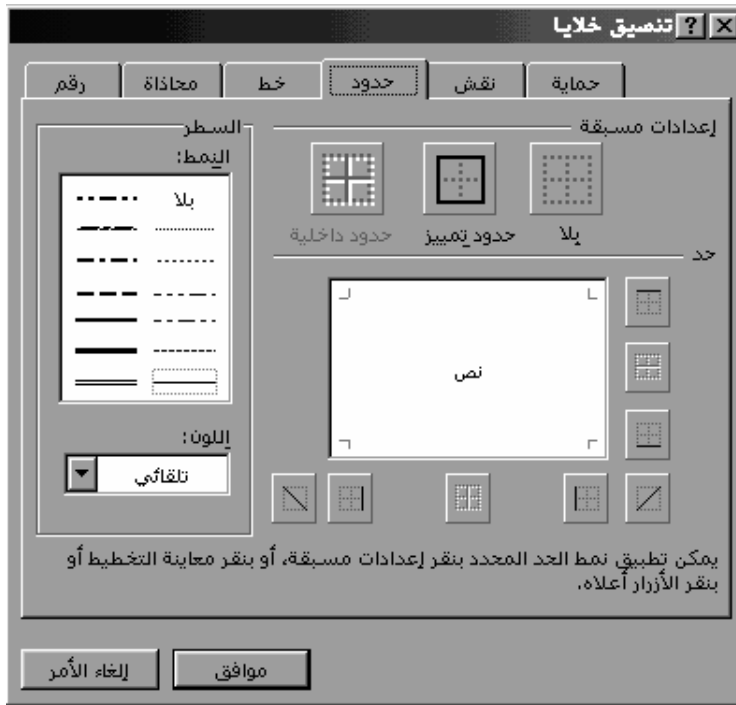 تنسيق خلايا
حماية
نقش
حدود
خط
محاذاة
رقم
إعدادات مسبقة
بلا
حدود تمييز
حدود داخلية
حد
نص
السطر
النمط:
بلا
اللون:
تلقائي
يمكن تطبيق نمط الحد المحدد بنقر إعدادات مسبقة، أو بنقر معاينة التخطيط أو
بنقر الأزرار أعلاه.
موافق
إلغاء الأمر